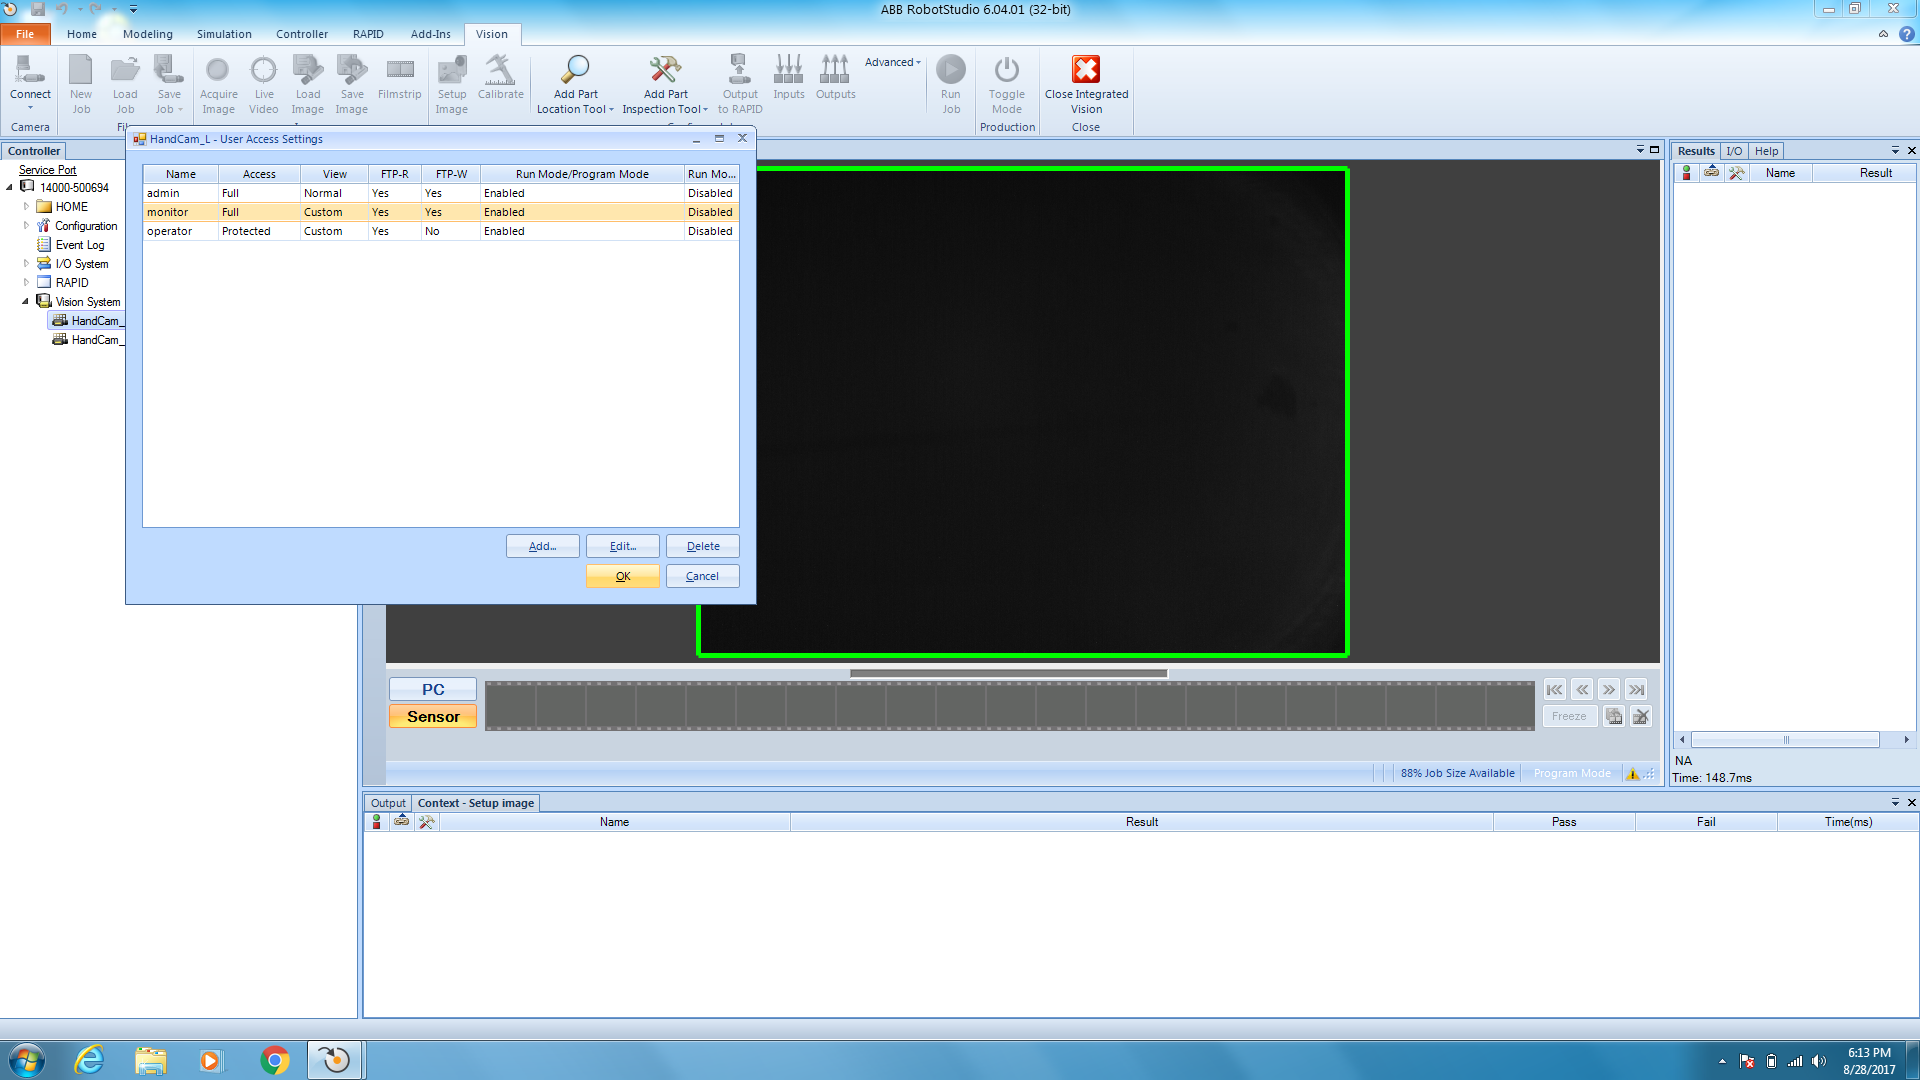 ABB RobotStudio 6.04.01 (32-bit)
File Home Modeling Simulation Controller RAPID Add-Ins Vision
Connect
New Job
Load Job
Save Job
Acquire Image
Live Video
Load Image
Save Image
Filmstrip
Setup Image
Calibrate
Add Part Location Tool
Add Part Inspection Tool
Output to RAPID
Inputs
Outputs
Advanced
Run Job
Toggle Mode
Close Integrated Vision
Camera
Production
Close
Controller
Service Port
14000-500694
HOME
Configuration
Event Log
I/O System
RAPID
Vision System
HandCam_
HandCam_
HandCam_L - User Access Settings
Name Access View FTP-R FTP-W Run Mode/Program Mode Run Mo...
admin Full Normal Yes Yes Enabled Disabled
monitor Full Custom Yes Yes Enabled Disabled
operator Protected Custom Yes No Enabled Disabled
Add... Edit... Delete
OK Cancel
PC
Sensor
Freeze
88% Job Size Available Program Mode
Results I/O Help
Name Result
NA
Time: 148.7ms
Output Context - Setup image
Name Result Pass Fail Time(ms)
6:13 PM
8/28/2017